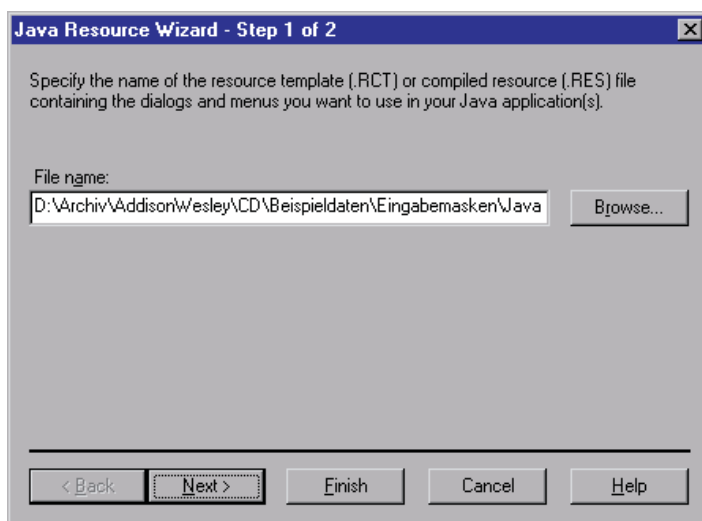 Java Resource Wizard - Step 1 of 2
Specify the name of the resource template (.RCT) or compiled resource (.RES) file
containing the dialogs and menus you want to use in your Java application(s).
File name:
D:\Archiv\AddisonWesley\CD\Beispieldaten\Eingabemasken\Java
Browse...
< Back
Next >
Finish
Cancel
Help